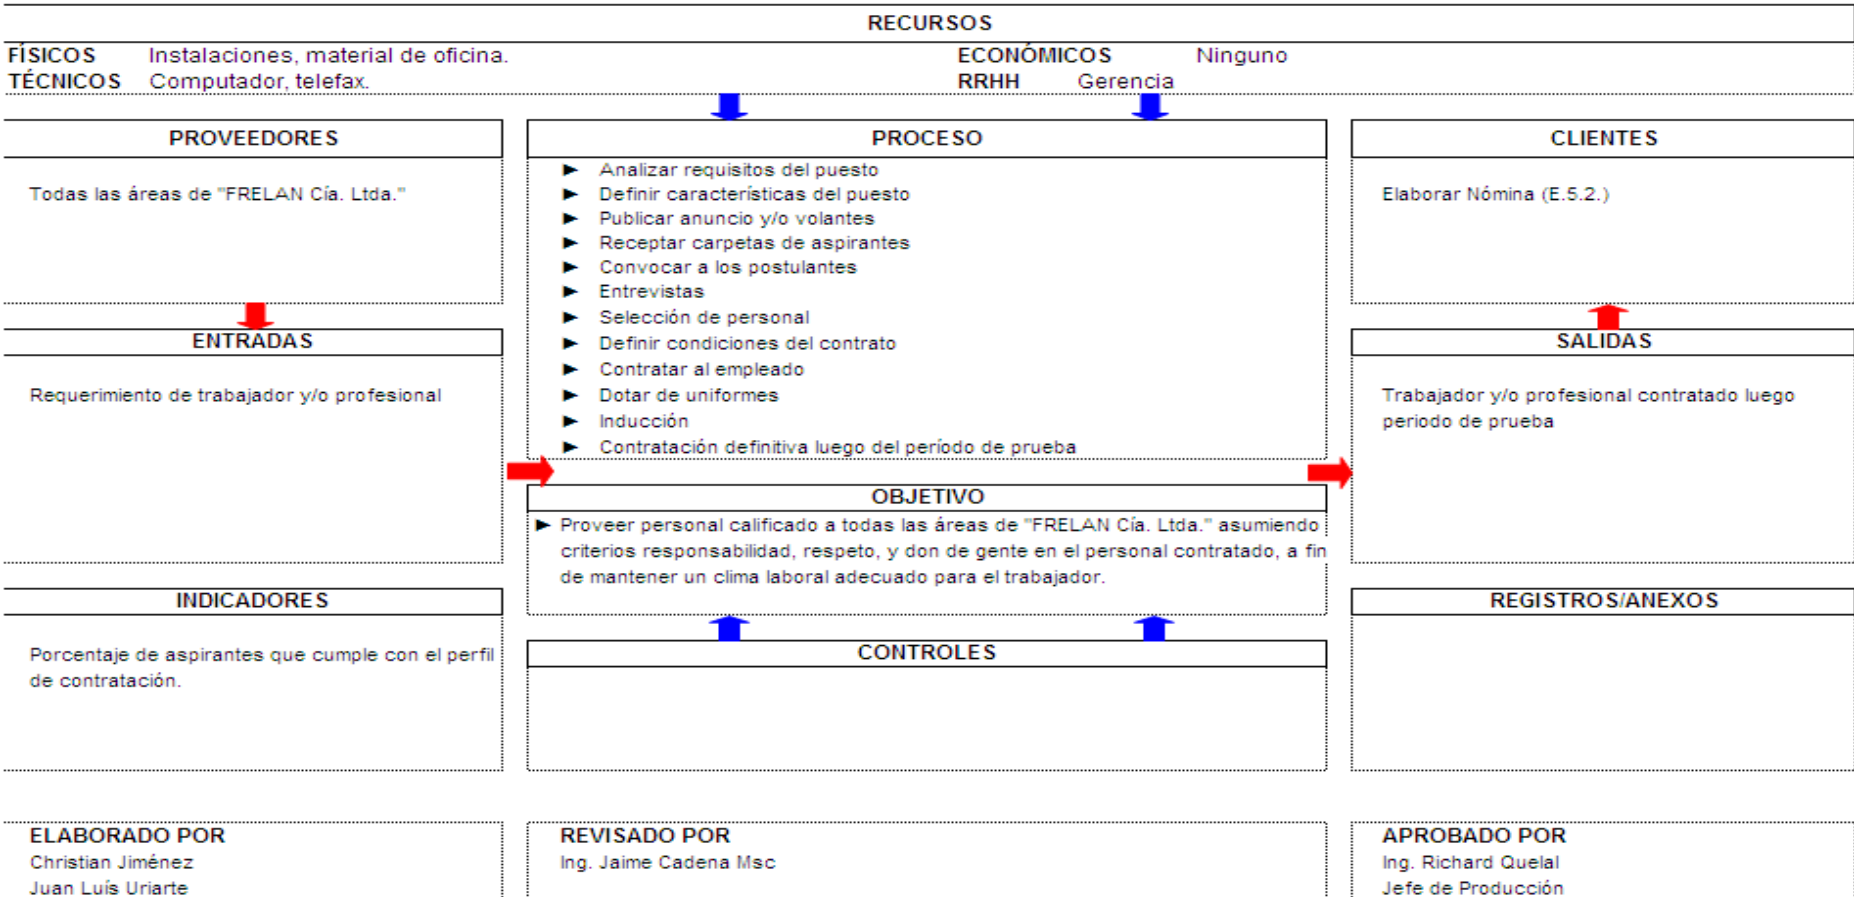 RECURSOS
FÍSICOS Instalaciones, material de oficina. ECONÓMICOS Ninguno
TÉCNICOS Computador, telefax. RRHH Gerencia
PROVEEDORES
Todas las áreas de "FRELAN Cía. Ltda."
ENTRADAS
Requerimiento de trabajador y/o profesional
INDICADORES
Porcentaje de aspirantes que cumple con el perfil
de contratación.
PROCESO
► Analizar requisitos del puesto
► Definir características del puesto
► Publicar anuncio y/o volantes
► Receptar carpetas de aspirantes
► Convocar a los postulantes
► Entrevistas
► Selección de personal
► Definir condiciones del contrato
► Contratar al empleado
► Dotar de uniformes
► Inducción
► Contratación definitiva luego del período de prueba
OBJETIVO
► Proveer personal calificado a todas las áreas de "FRELAN Cía. Ltda." asumiendo
criterios responsabilidad, respeto, y don de gente en el personal contratado, a fin
de mantener un clima laboral adecuado para el trabajador.
CONTROLES
CLIENTES
Elaborar Nómina (E.5.2.)
SALIDAS
Trabajador y/o profesional contratado luego
periodo de prueba
REGISTROS/ANEXOS
ELABORADO POR
Christian Jiménez
Juan Luís Uriarte
REVISADO POR
Ing. Jaime Cadena Msc
APROBADO POR
Ing. Richard Quelal
Jefe de Producción